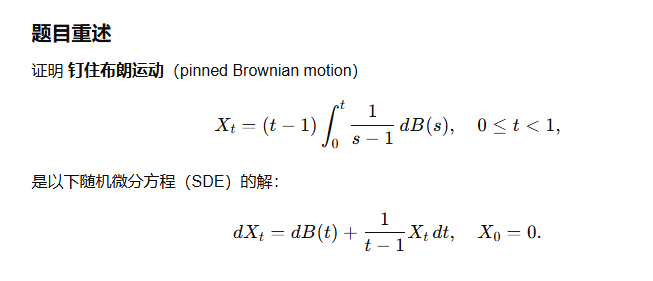 题目重述
证明 钉住布朗运动（pinned Brownian motion）
X_t = (t − 1) ∫_0^t \frac{1}{s − 1} dB(s), 0 ≤ t < 1,
是以下随机微分方程（SDE）的解：
dX_t = dB(t) + \frac{1}{t − 1} X_t dt, X_0 = 0.